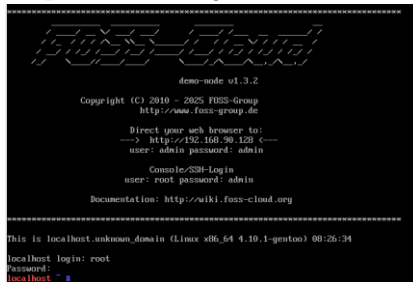 ********************************************************************************
FOSS-Cloud
demo-node v1.3.2
Copyright (C) 2010 - 2025 FOSS-Group
http://www.foss-group.de
Direct your web browser to:
---> http://192.168.90.128 <---
user: admin password: admin
Console/SSH-Login
user: root password: admin
Documentation: http://wiki.foss-cloud.org
********************************************************************************
This is localhost.unknown_domain (Linux x86_64 4.10.1-gentoo) 08:26:34
localhost login: root
Password:
localhost ~ #